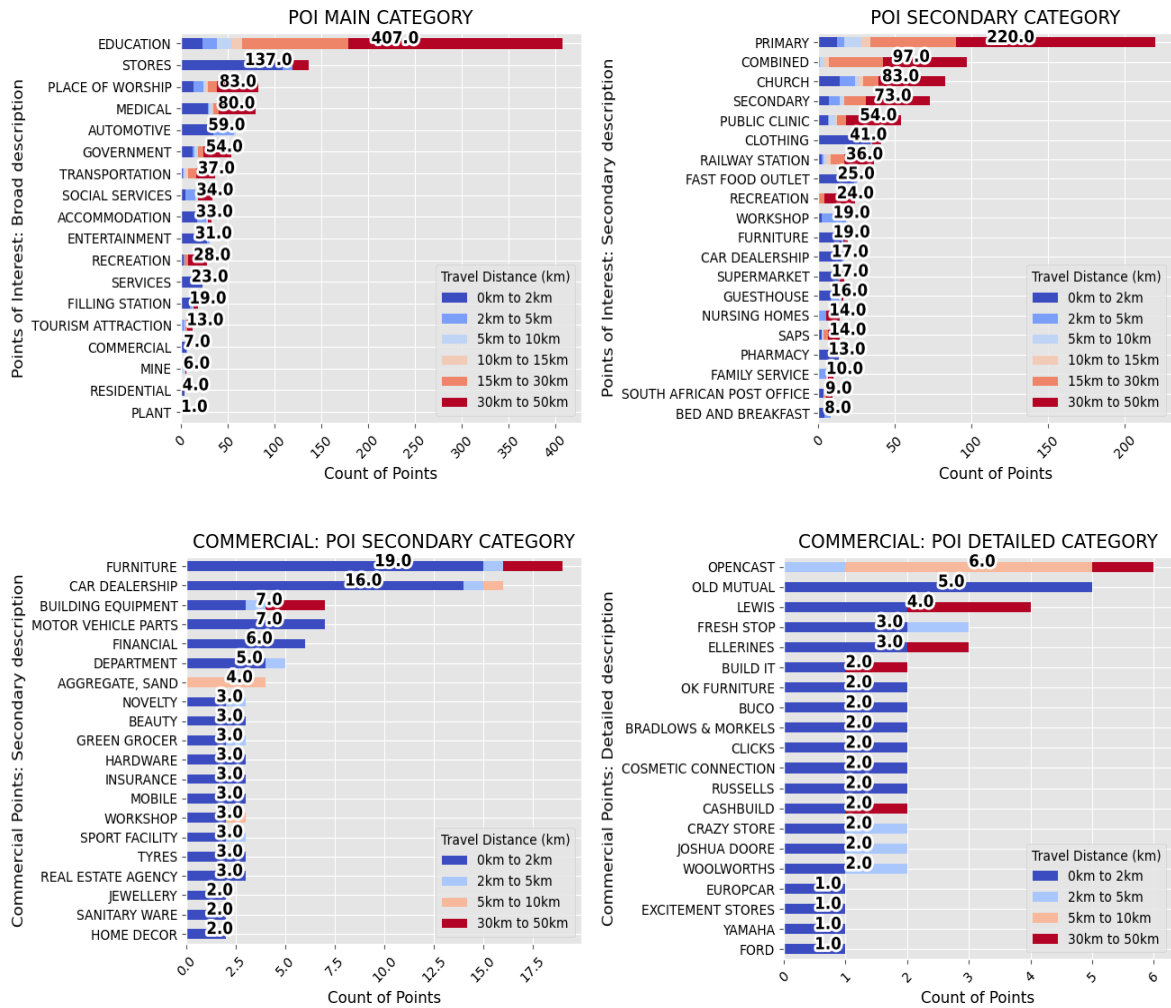 POI MAIN CATEGORY
Points of Interest: Broad description
EDUCATION 407.0
STORES 137.0
PLACE OF WORSHIP 83.0
MEDICAL 80.0
AUTOMOTIVE 59.0
GOVERNMENT 54.0
TRANSPORTATION 37.0
SOCIAL SERVICES 34.0
ACCOMMODATION 33.0
ENTERTAINMENT 31.0
RECREATION 28.0
SERVICES 23.0
FILLING STATION 19.0
TOURISM ATTRACTION 13.0
COMMERCIAL 7.0
MINE 6.0
RESIDENTIAL 4.0
PLANT 1.0
Travel Distance (km)
0km to 2km
2km to 5km
5km to 10km
10km to 15km
15km to 30km
30km to 50km
0 50 100 150 200 250 300 350 400
Count of Points
POI SECONDARY CATEGORY
Points of Interest: Secondary description
PRIMARY 220.0
COMBINED 97.0
CHURCH 83.0
SECONDARY 73.0
PUBLIC CLINIC 54.0
CLOTHING 41.0
RAILWAY STATION 36.0
FAST FOOD OUTLET 25.0
RECREATION 24.0
WORKSHOP 19.0
FURNITURE 19.0
CAR DEALERSHIP 17.0
SUPERMARKET 17.0
GUESTHOUSE 16.0
NURSING HOMES 14.0
SAPS 14.0
PHARMACY 13.0
FAMILY SERVICE 10.0
SOUTH AFRICAN POST OFFICE 9.0
BED AND BREAKFAST 8.0
Travel Distance (km)
0km to 2km
2km to 5km
5km to 10km
10km to 15km
15km to 30km
30km to 50km
0 50 100 150 200
Count of Points
COMMERCIAL: POI SECONDARY CATEGORY
Commercial Points: Secondary description
FURNITURE 19.0
CAR DEALERSHIP 16.0
BUILDING EQUIPMENT 7.0
MOTOR VEHICLE PARTS 7.0
FINANCIAL 6.0
DEPARTMENT 5.0
AGGREGATE, SAND 4.0
NOVELTY 3.0
BEAUTY 3.0
GREEN GROCER 3.0
HARDWARE 3.0
INSURANCE 3.0
MOBILE 3.0
WORKSHOP 3.0
SPORT FACILITY 3.0
TYRES 3.0
REAL ESTATE AGENCY 3.0
JEWELLERY 2.0
SANITARY WARE 2.0
HOME DECOR 2.0
Travel Distance (km)
0km to 2km
2km to 5km
5km to 10km
30km to 50km
0.0 2.5 5.0 7.5 10.0 12.5 15.0 17.5
Count of Points
COMMERCIAL: POI DETAILED CATEGORY
Commercial Points: Detailed description
OPENCAST 6.0
OLD MUTUAL 5.0
LEWIS 4.0
FRESH STOP 3.0
ELLERINES 3.0
BUILD IT 2.0
OK FURNITURE 2.0
BUCO 2.0
BRADLOWS & MORKELS 2.0
CLICKS 2.0
COSMETIC CONNECTION 2.0
RUSSELLS 2.0
CASHBUILD 2.0
CRAZY STORE 2.0
JOSHUA DOORE 2.0
WOOLWORTHS 2.0
EUROPCAR 1.0
EXCITEMENT STORES 1.0
YAMAHA 1.0
FORD 1.0
Travel Distance (km)
0km to 2km
2km to 5km
5km to 10km
30km to 50km
0 1 2 3 4 5 6
Count of Points